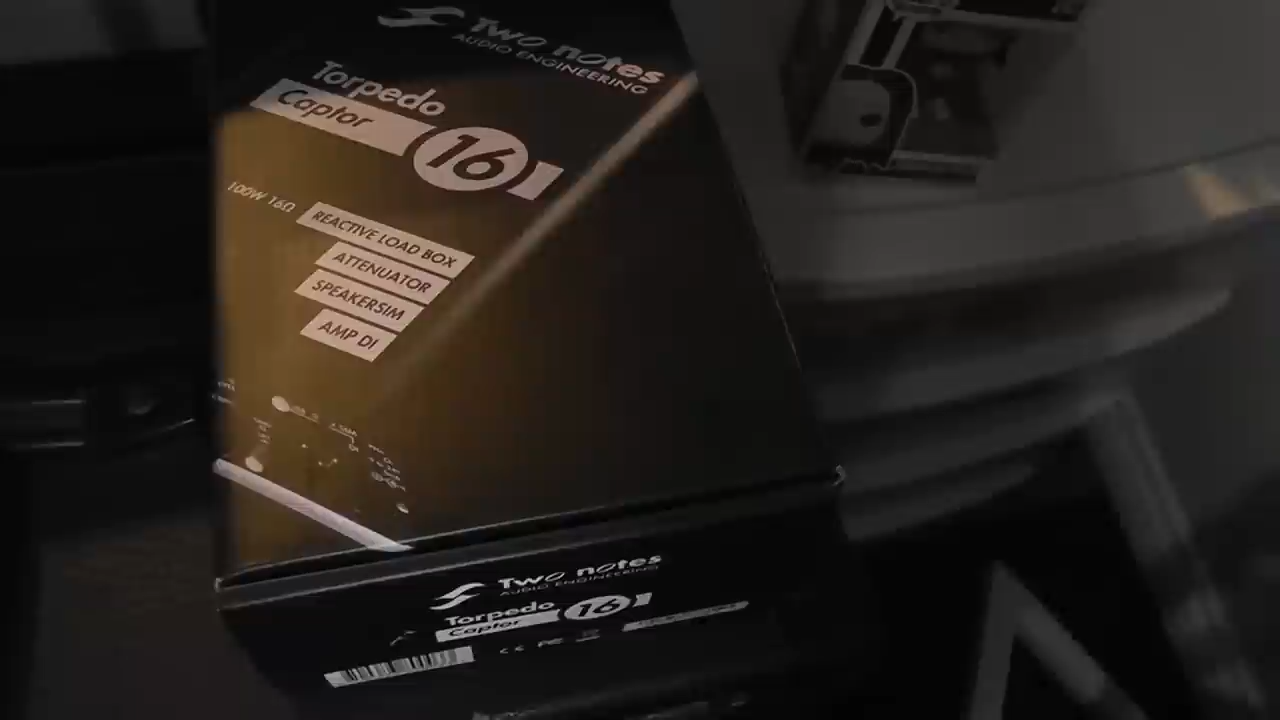 Two notes
AUDIO ENGINEERING
Torpedo
Captor 16
100W 16Ω
REACTIVE LOAD BOX
ATTENUATOR
SPEAKERSIM
AMP DI
Two notes
AUDIO ENGINEERING
Torpedo
Captor 16